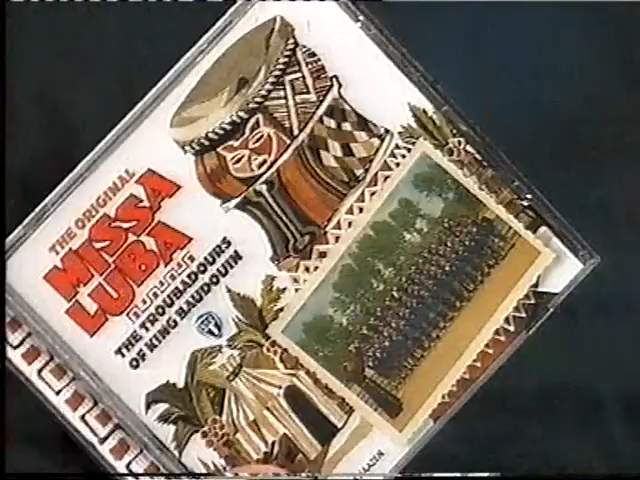 THE ORIGINAL
MISSA
LUBA
THE TROUBADOURS
OF KING BAUDOUIN